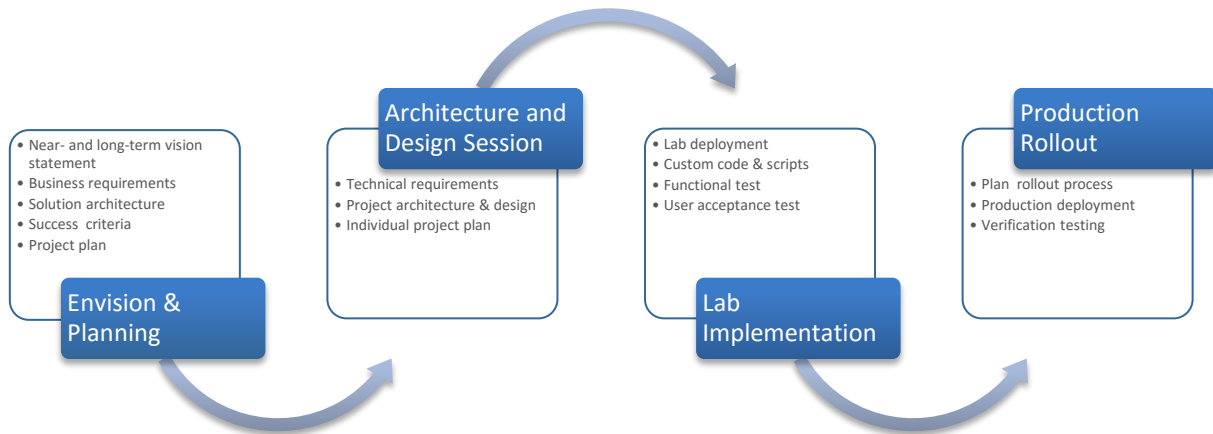 • Near- and long-term vision
statement
• Business requirements
• Solution architecture
• Success criteria
• Project plan
Envision &
Planning
Architecture and
Design Session
• Technical requirements
• Project architecture & design
• Individual project plan
• Lab deployment
• Custom code & scripts
• Functional test
• User acceptance test
Lab
Implementation
Production
Rollout
• Plan rollout process
• Production deployment
• Verification testing